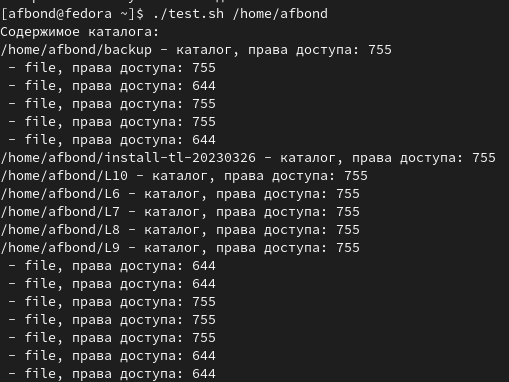 [afbond@fedora ~]$ ./test.sh /home/afbond
Содержимое каталога:
/home/afbond/backup - каталог, права доступа: 755
 - file, права доступа: 755
 - file, права доступа: 644
 - file, права доступа: 755
 - file, права доступа: 755
 - file, права доступа: 644
/home/afbond/install-tl-20230326 - каталог, права доступа: 755
/home/afbond/L10 - каталог, права доступа: 755
/home/afbond/L6 - каталог, права доступа: 755
/home/afbond/L7 - каталог, права доступа: 755
/home/afbond/L8 - каталог, права доступа: 755
/home/afbond/L9 - каталог, права доступа: 755
 - file, права доступа: 644
 - file, права доступа: 644
 - file, права доступа: 755
 - file, права доступа: 755
 - file, права доступа: 755
 - file, права доступа: 644
 - file, права доступа: 644